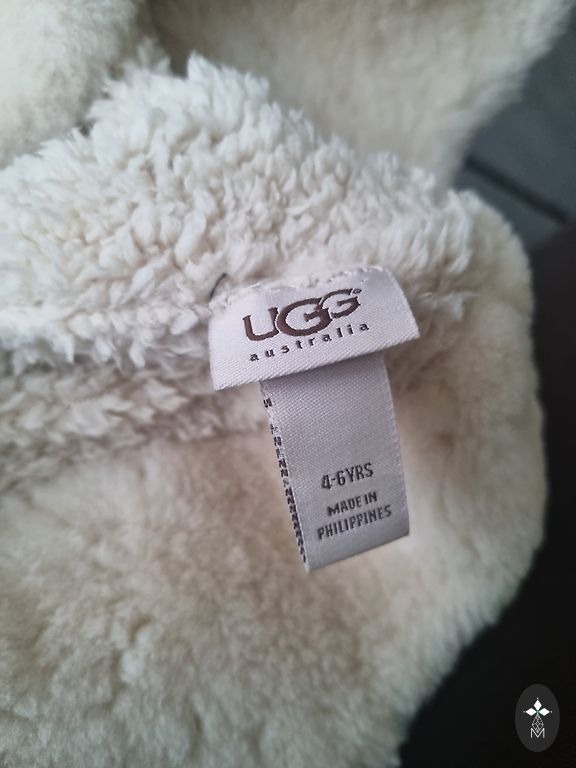 UGG®
australia
4-6YRS
MADE IN
PHILIPPINES
M